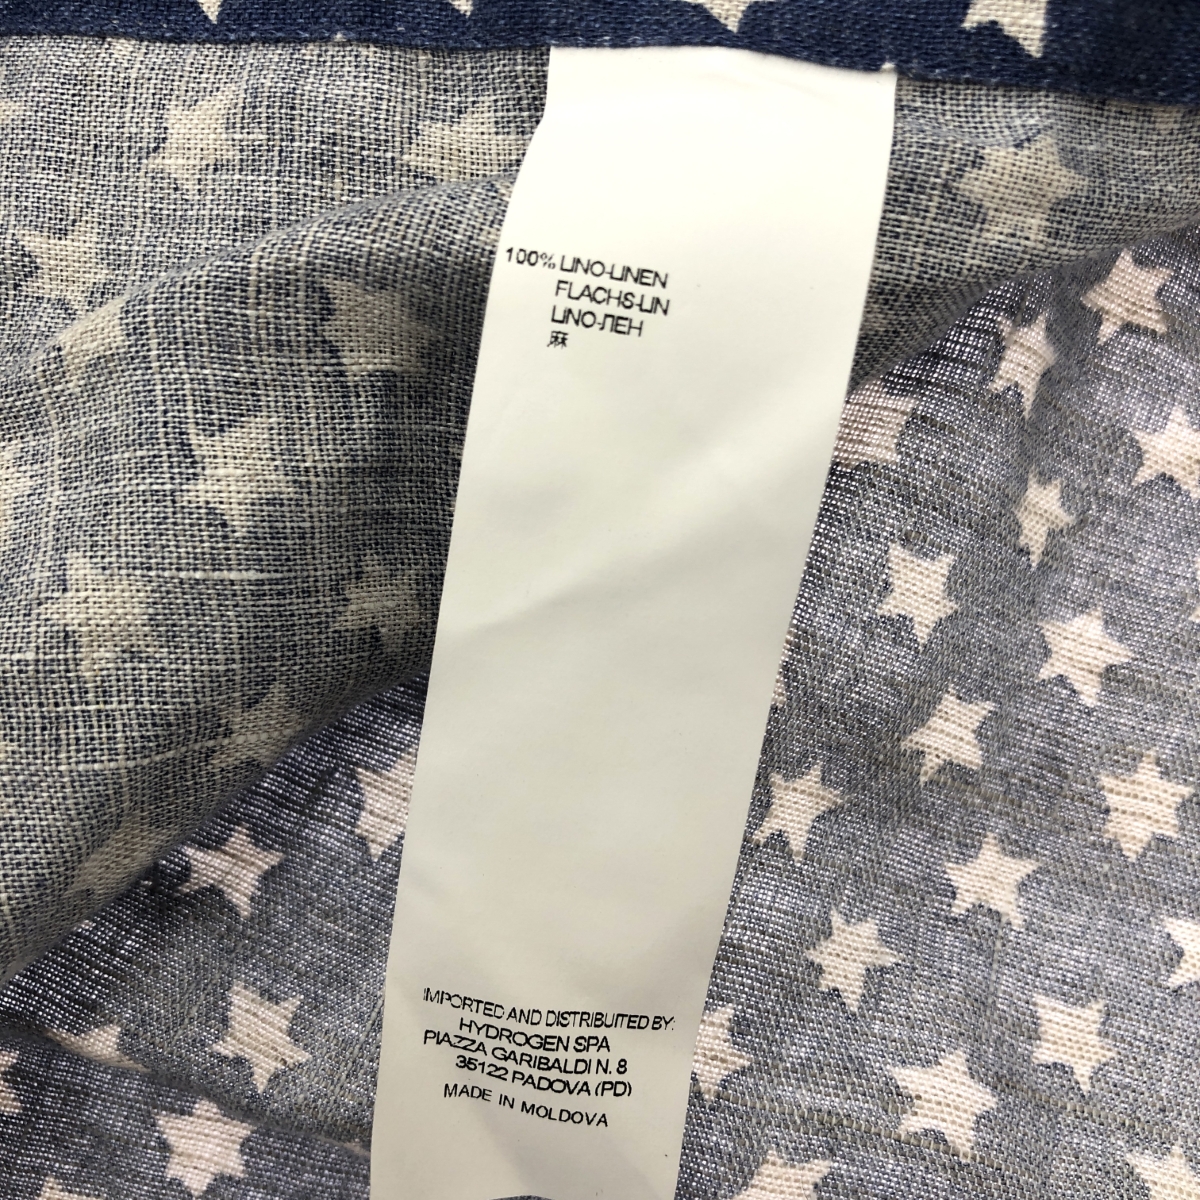 100% LINO-LINEN
FLACHS-LIN
LINO-ЛЕН
麻
IMPORTED AND DISTRIBUITED BY:
HYDROGEN SPA
PIAZZA GARIBALDI N. 8
35122 PADOVA (PD)
MADE IN MOLDOVA